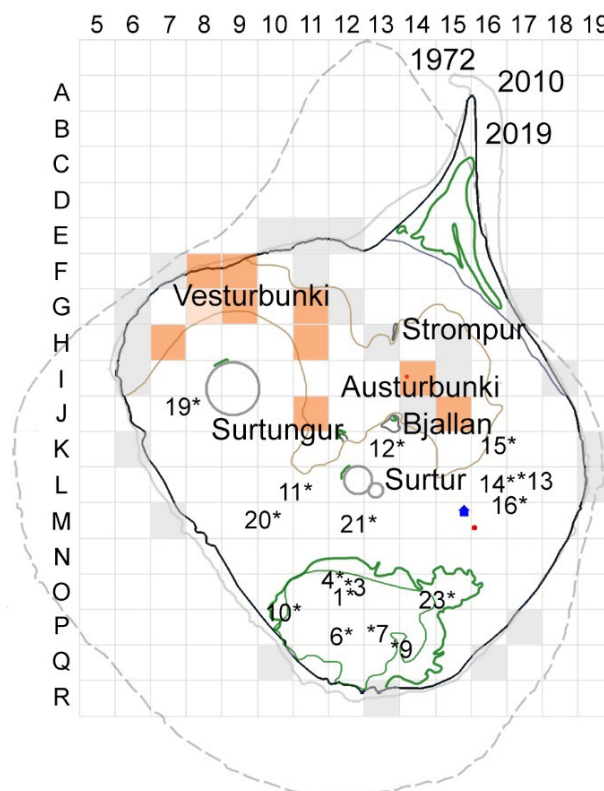 5 6 7 8 9 10 11 12 13 14 15 16 17 18 19
1972
2010
A
2019
B
C
D
E
F
Vesturbunki
G
Strompur
H
I
Austurbunki
19*
J
Surtungur
Bjallan
12*
15*
K
Surtur
L
11*
14* *13
16*
M
20*
21*
N
4* *3
O
1*
23*
10*
P
6*
*7
*9
Q
R